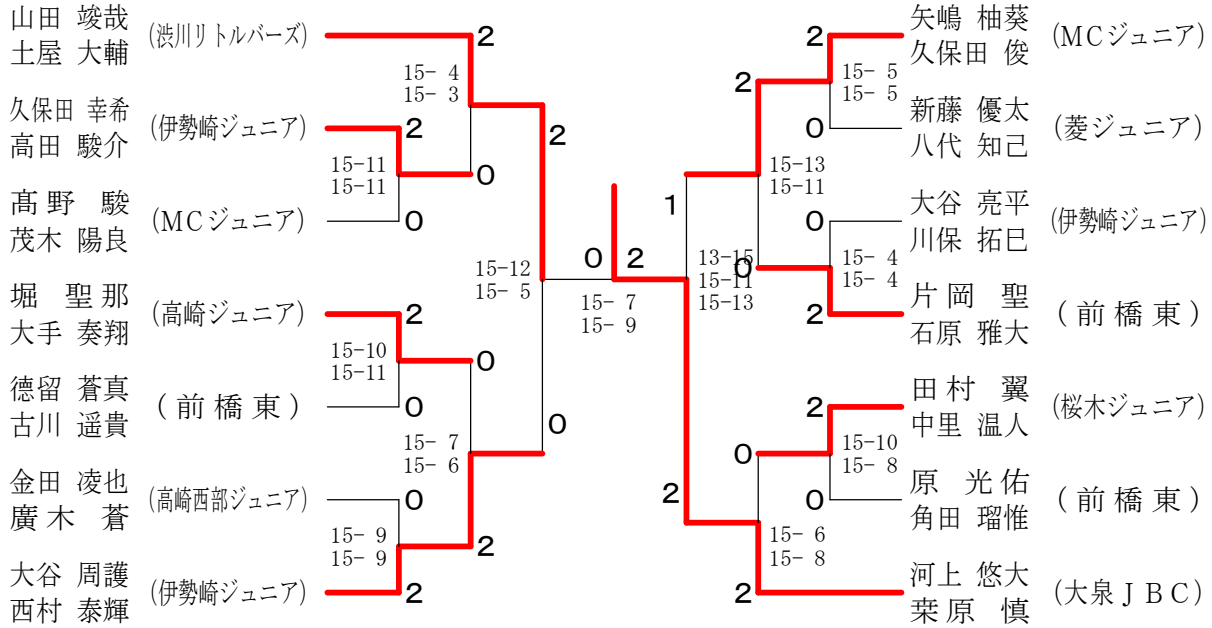 山田 竣哉
土屋 大輔
(渋川リトルバーズ)
2
15- 4
15- 3
久保田 幸希
高田 駿介
(伊勢崎ジュニア)
2
15-11
15-11
0
髙野 駿
茂木 陽良
(MCジュニア)
0
2
15-12
15- 5
堀 聖那
大手 奏翔
(高崎ジュニア)
2
15-10
15-11
0
徳留 蒼真
古川 遥貴
(前橋東)
0
15- 7
15- 6
0
金田 凌也
廣木 蒼
(高崎西部ジュニア)
0
15- 9
15- 9
2
大谷 周護
西村 泰輝
(伊勢崎ジュニア)
2
0
2
15- 7
15- 9
矢嶋 柚葵
久保田 俊
(MCジュニア)
2
15- 5
15- 5
2
新藤 優太
八代 知己
(菱ジュニア)
0
15-13
15-11
1
大谷 亮平
川保 拓巳
(伊勢崎ジュニア)
0
15- 4
15- 4
0
13-15
15-11
15-13
片岡 聖
石原 雅大
(前橋東)
2
田村 翼
中里 温人
(桜木ジュニア)
2
15-10
15- 8
0
原 光佑
角田 瑠惟
(前橋東)
0
2
15- 6
15- 8
河上 悠大
桒原 慎
(大泉JBC)
2